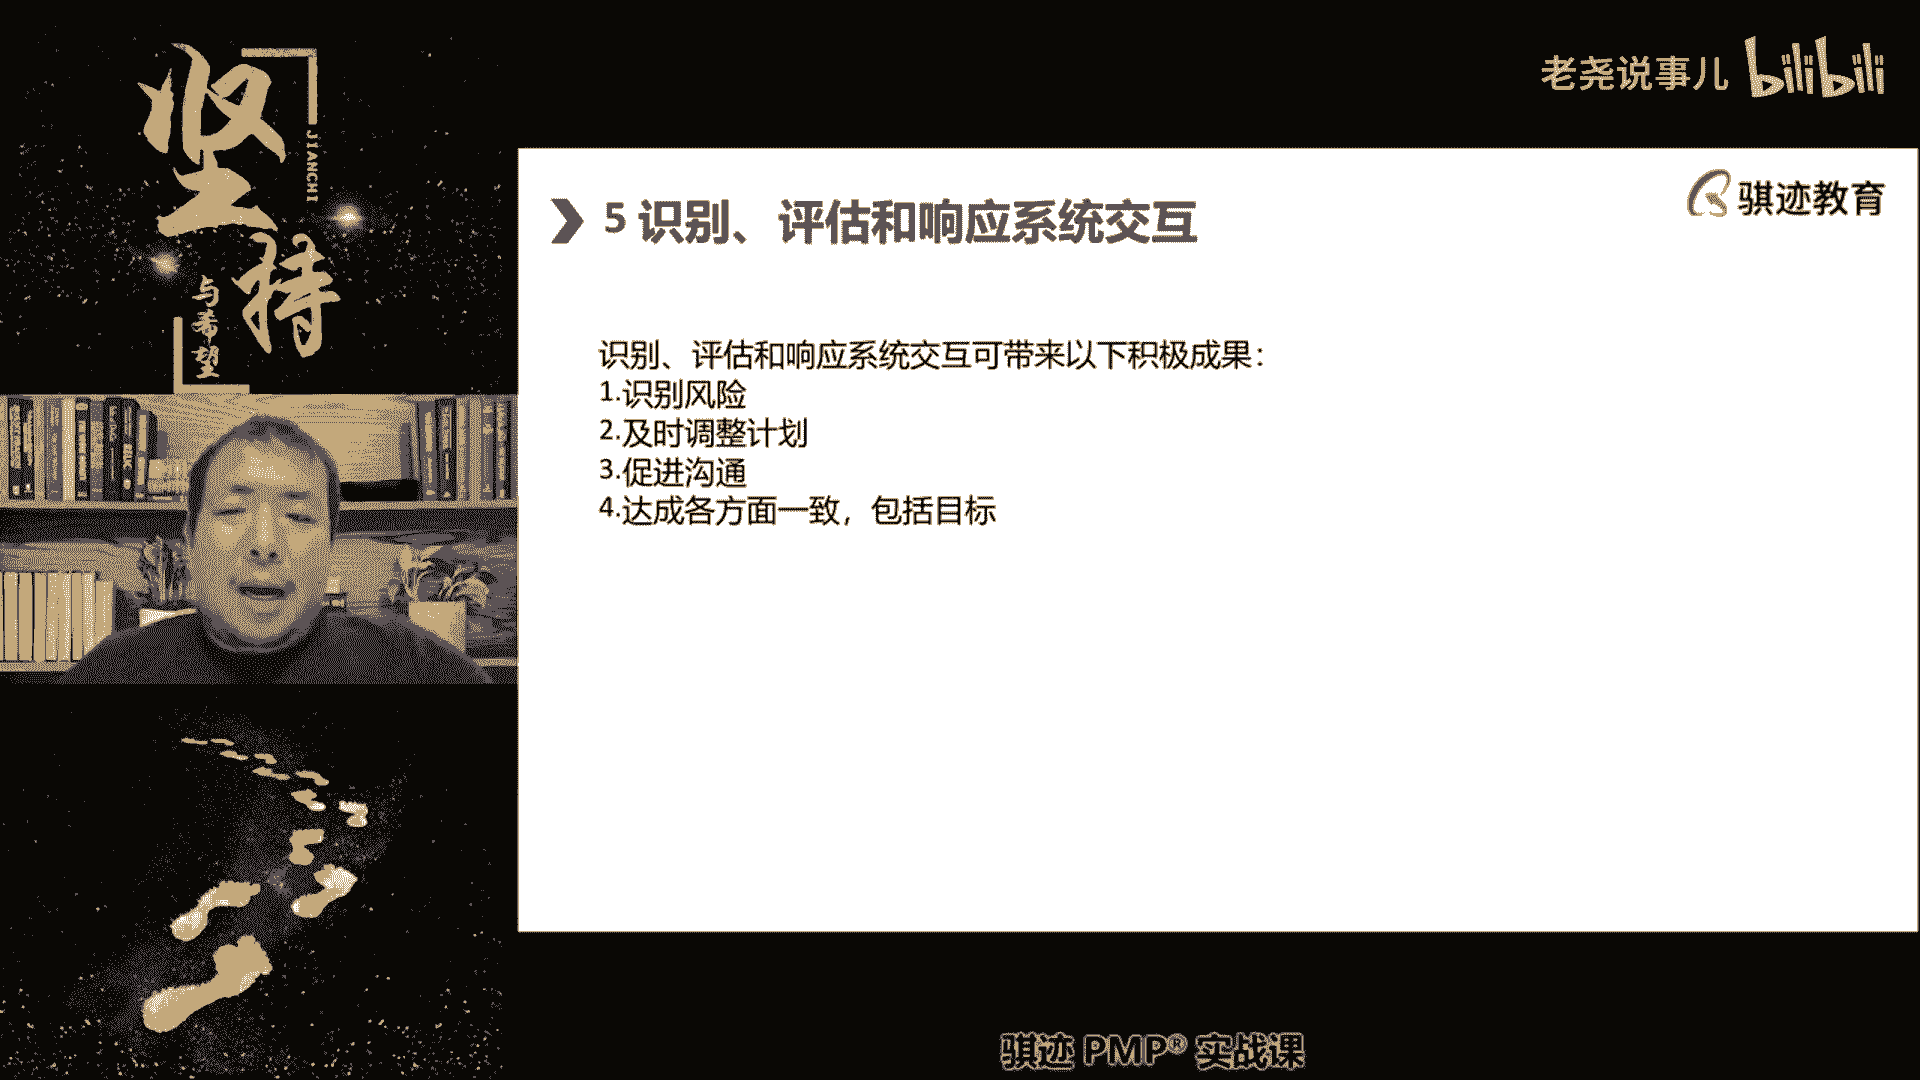 坚持
JIANCHI
与希望
老尧说事儿 bilibili
骐迹教育
5 识别、评估和响应系统交互
识别、评估和响应系统交互可带来以下积极成果：
1.识别风险
2.及时调整计划
3.促进沟通
4.达成各方面一致，包括目标
骐迹 PMP® 实战课